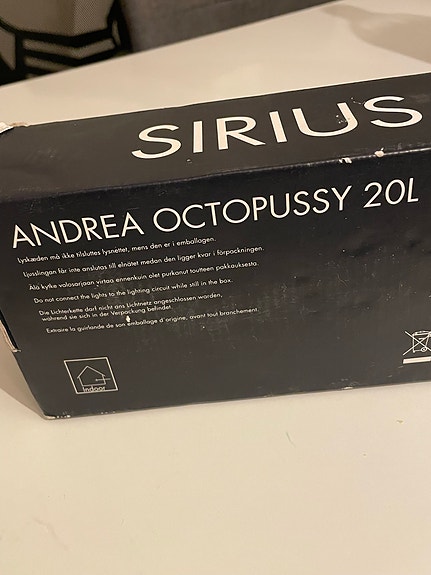 SIRIUS
ANDREA OCTOPUSSY 20L
Lyskæden må ikke tilsluttes lysnettet, mens den er i emballagen.
Ljusslingan får inte anslutas till elnätet medan den ligger kvar i förpackningen.
Älä kytke valosarjaan virtaa ennenkuin olet purkanut tuotteen pakkauksesta.
Do not connect the lights to the lighting circuit while still in the box.
Die Lichterkette darf nicht ans Lichtnetz angeschlossen worden,
während sie sich in der Verpackung befindet.
Extraire la guirlande de son emballage d'origine, avant tout branchement.
Indoor